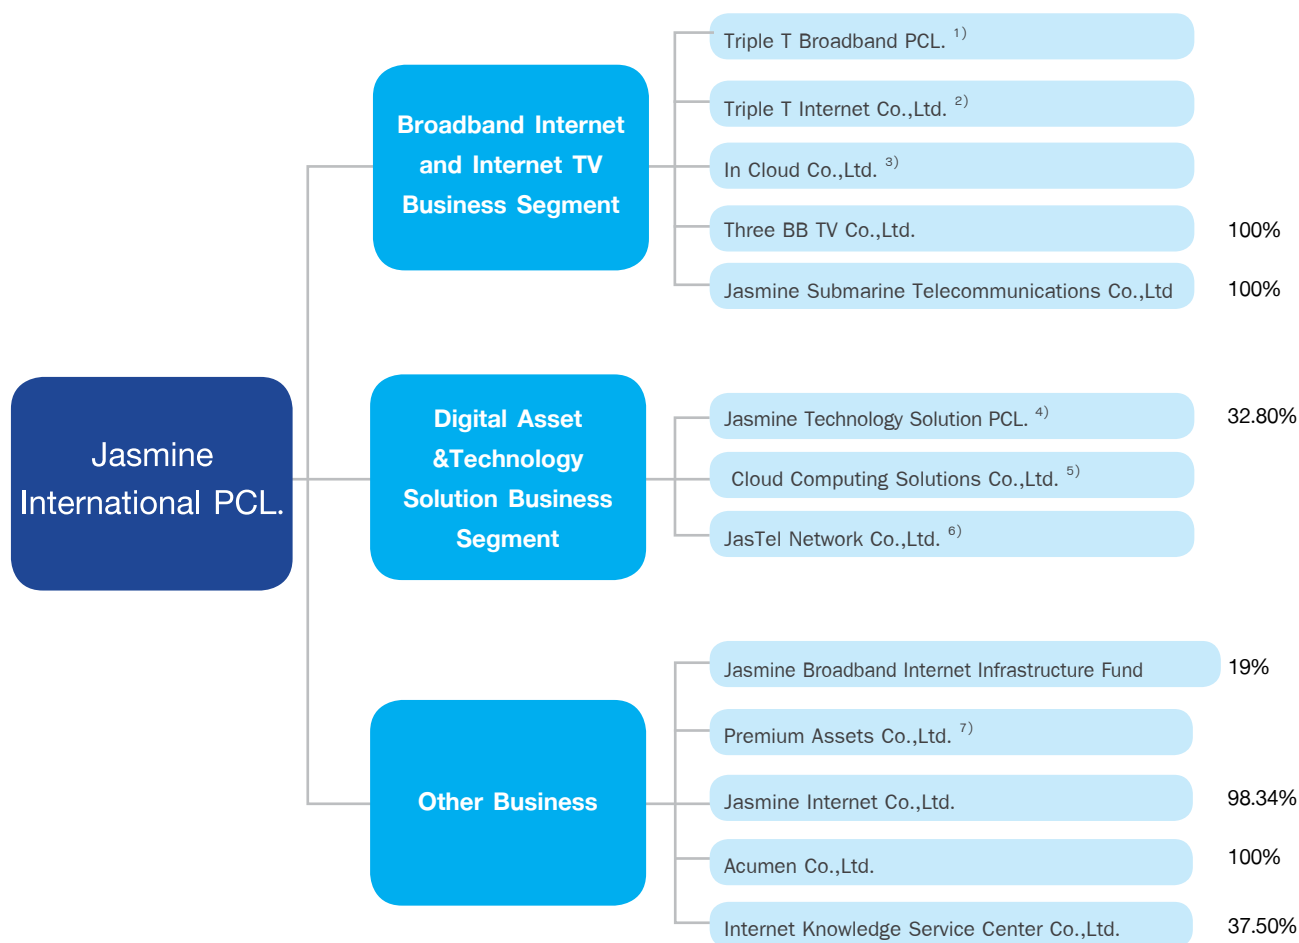 Jasmine
International PCL.
Broadband Internet
and Internet TV
Business Segment
Triple T Broadband PCL. 1)
Triple T Internet Co.,Ltd. 2)
In Cloud Co.,Ltd. 3)
Three BB TV Co.,Ltd. 100%
Jasmine Submarine Telecommunications Co.,Ltd 100%
Digital Asset
&Technology
Solution Business
Segment
Jasmine Technology Solution PCL. 4) 32.80%
Cloud Computing Solutions Co.,Ltd. 5)
JasTel Network Co.,Ltd. 6)
Other Business
Jasmine Broadband Internet Infrastructure Fund 19%
Premium Assets Co.,Ltd. 7)
Jasmine Internet Co.,Ltd. 98.34%
Acumen Co.,Ltd. 100%
Internet Knowledge Service Center Co.,Ltd. 37.50%